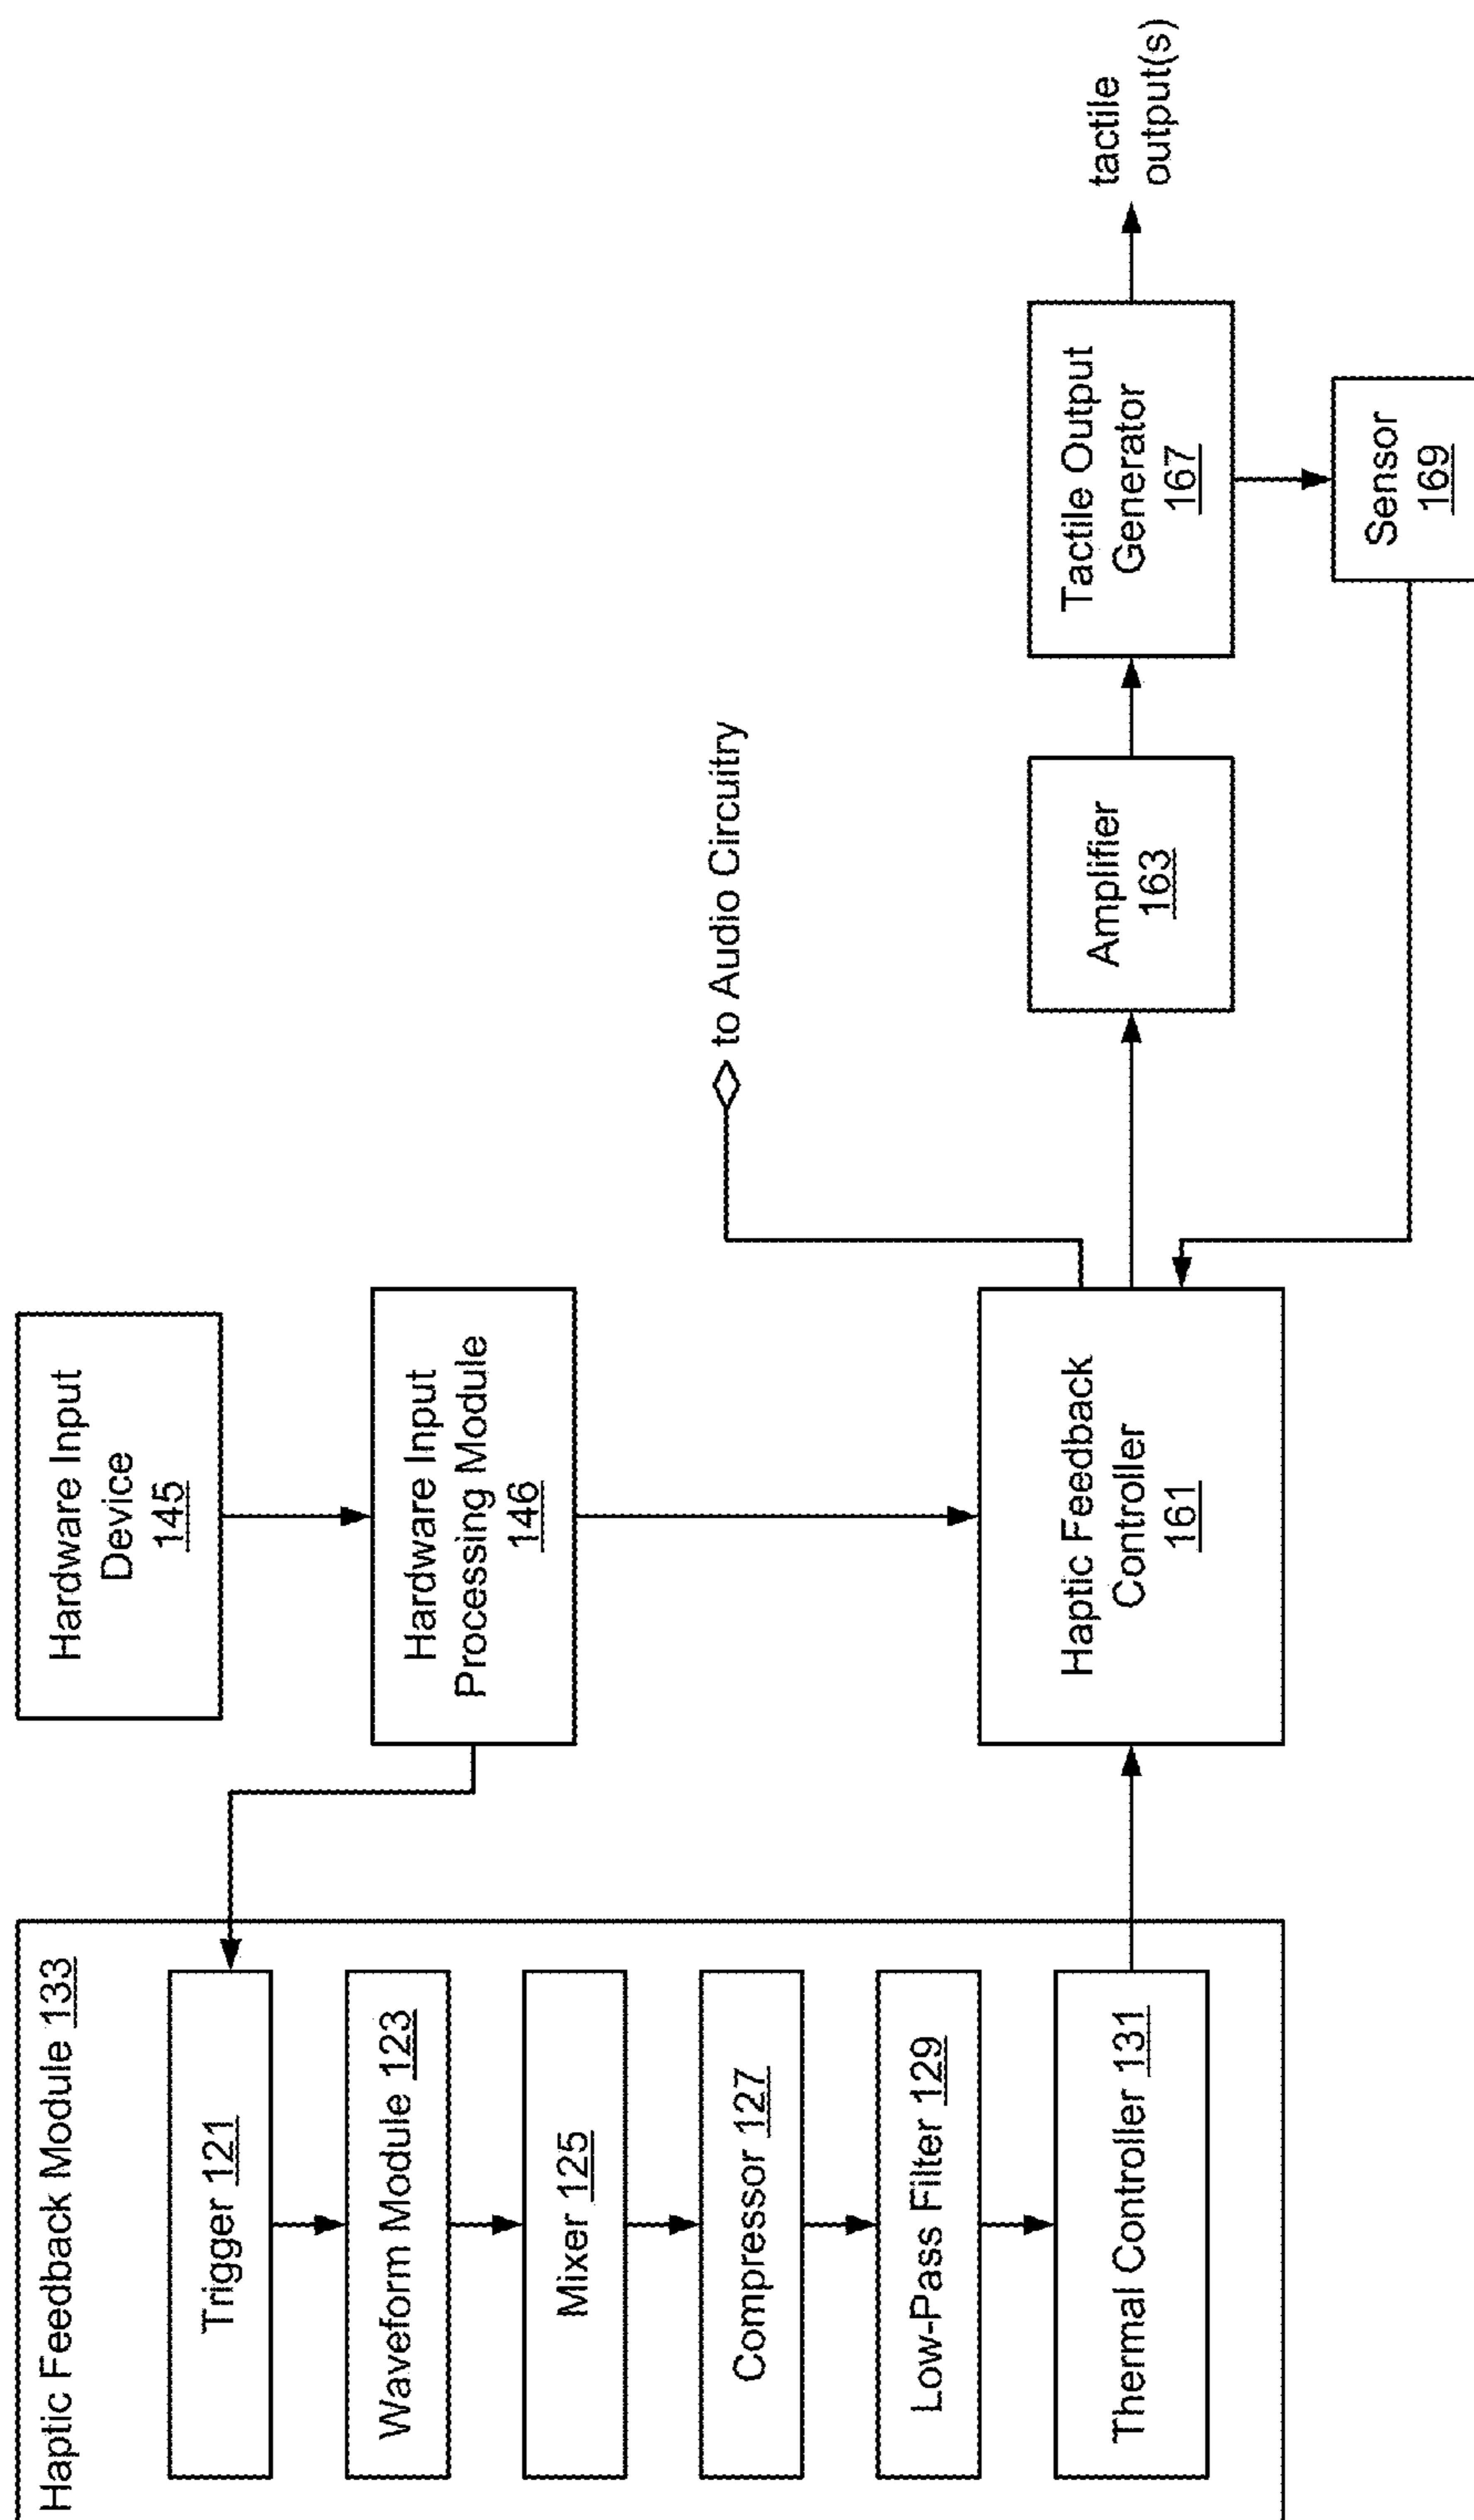 Haptic Feedback Module 133
Trigger 121
Waveform Module 123
Mixer 125
Compressor 127
Low-Pass Filter 129
Thermal Controller 131
Hardware Input
Device
145
Hardware Input
Processing Module
146
Haptic Feedback
Controller
161
to Audio Circuitry
Amplifier
163
Tactile Output
Generator
167
Sensor
169
tactile
output(s)